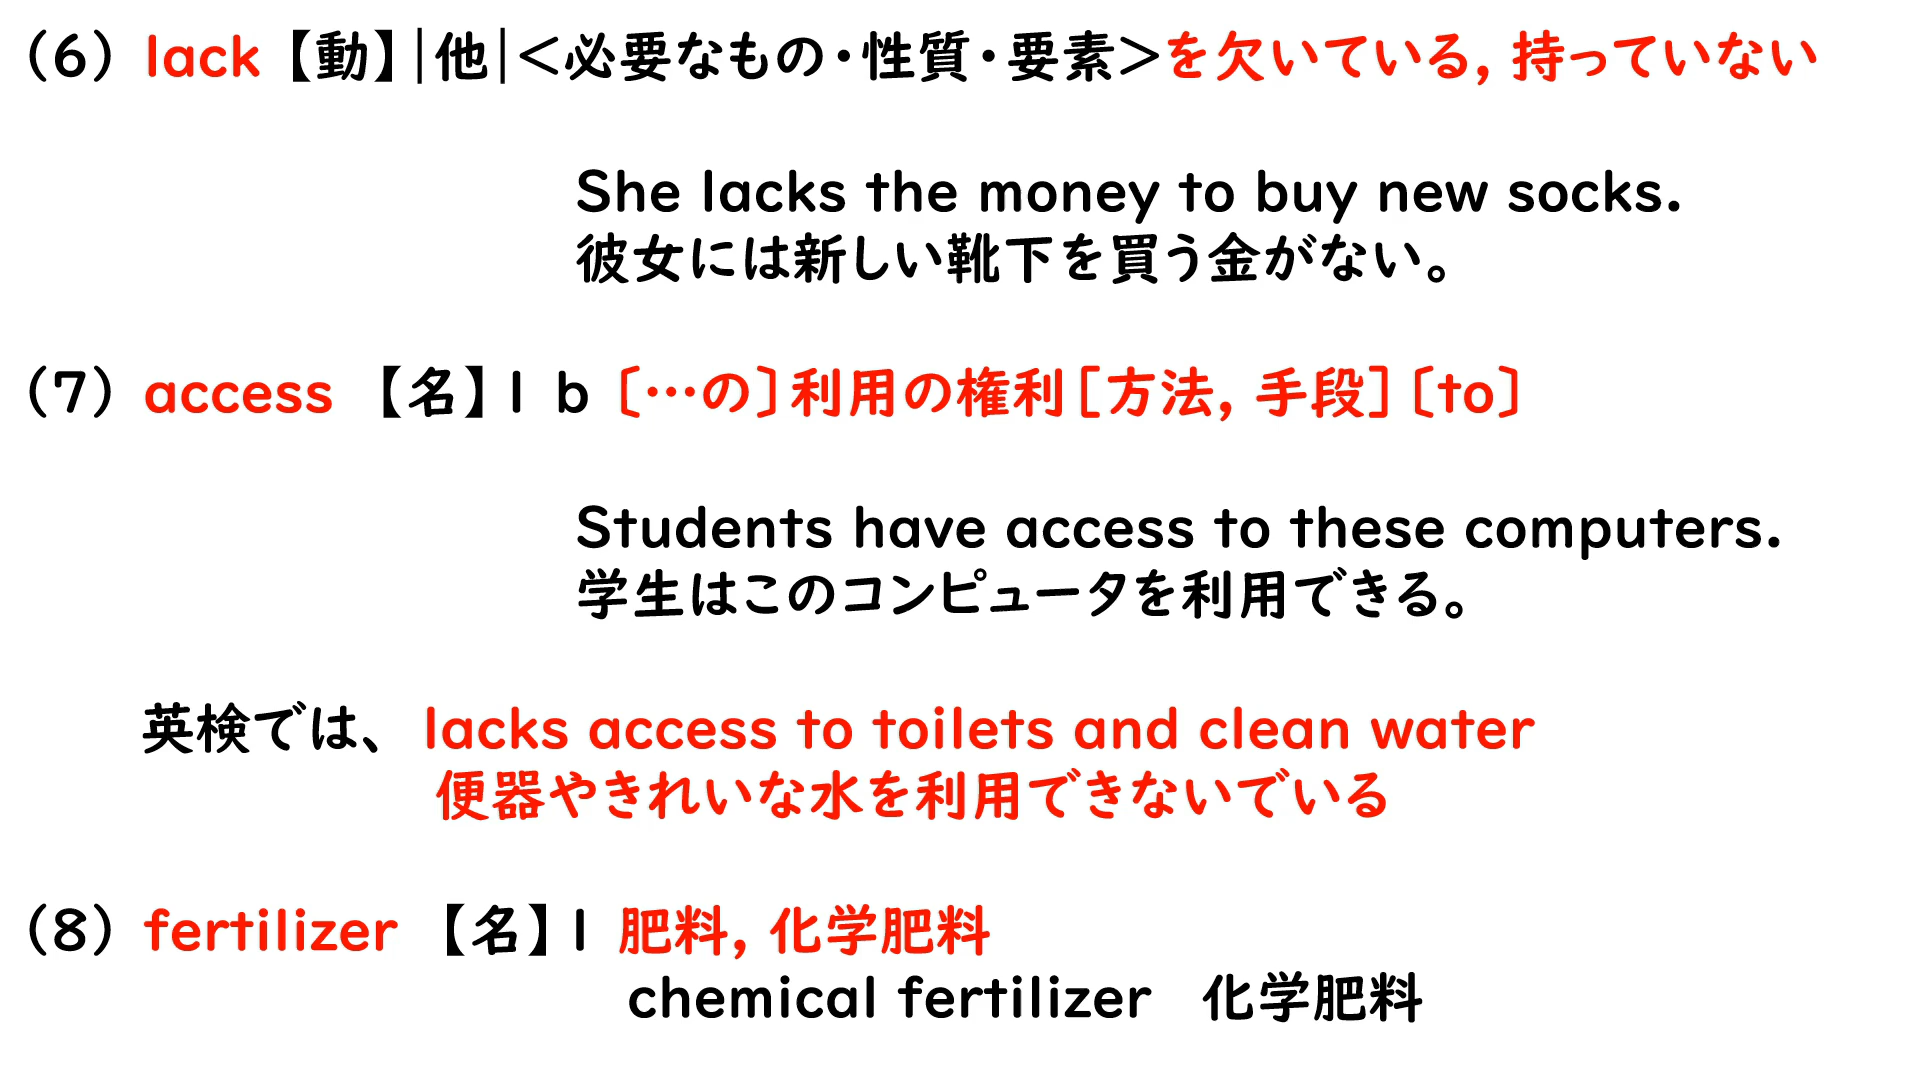 (6) lack 【動】|他|<必要なもの・性質・要素>を欠いている, 持っていない
She lacks the money to buy new socks.
彼女には新しい靴下を買う金がない。
(7) access 【名】1 b 〔…の〕利用の権利[方法, 手段]〔to〕
Students have access to these computers.
学生はこのコンピュータを利用できる。
英検では、 lacks access to toilets and clean water
便器やきれいな水を利用できないでいる
(8) fertilizer 【名】1 肥料, 化学肥料
chemical fertilizer 化学肥料